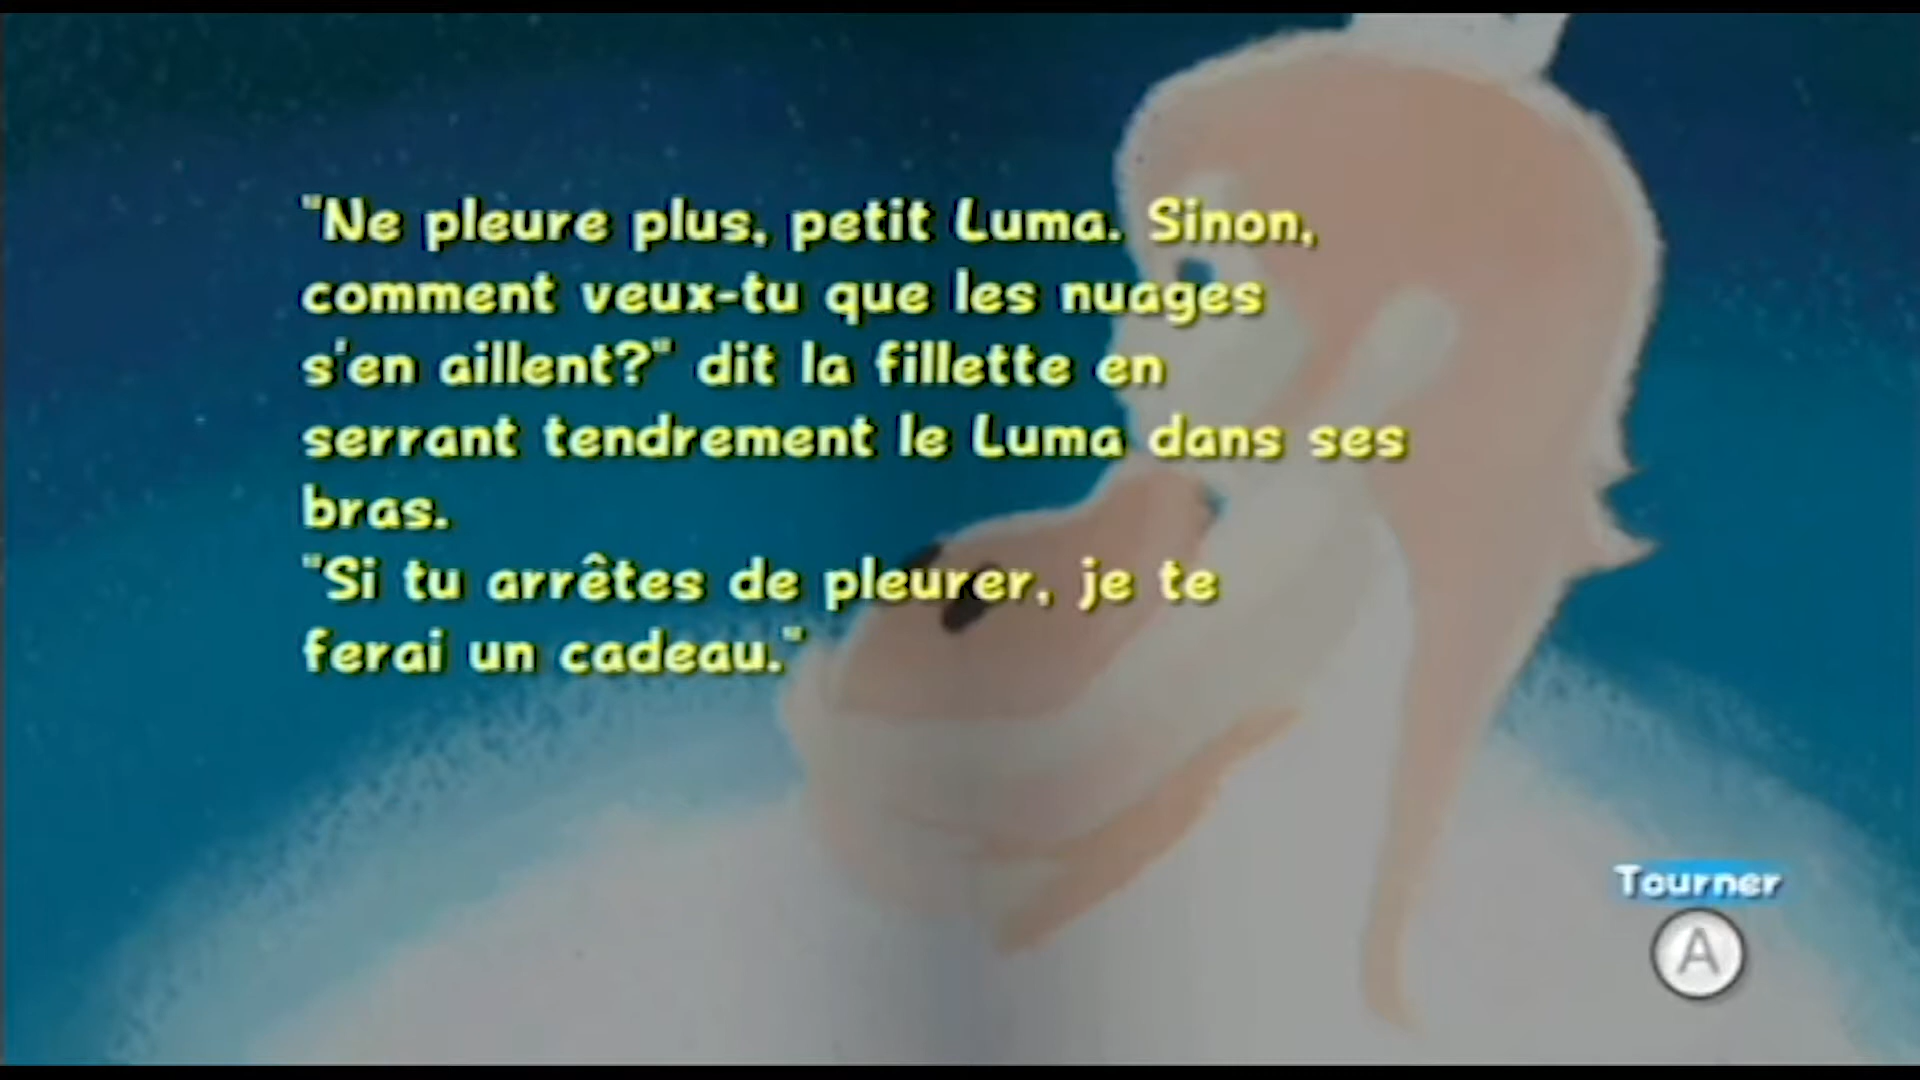 "Ne pleure plus, petit Luma. Sinon,
comment veux-tu que les nuages
s'en aillent?" dit la fillette en
serrant tendrement le Luma dans ses
bras.
"Si tu arrêtes de pleurer, je te
ferai un cadeau."
Tourner
A